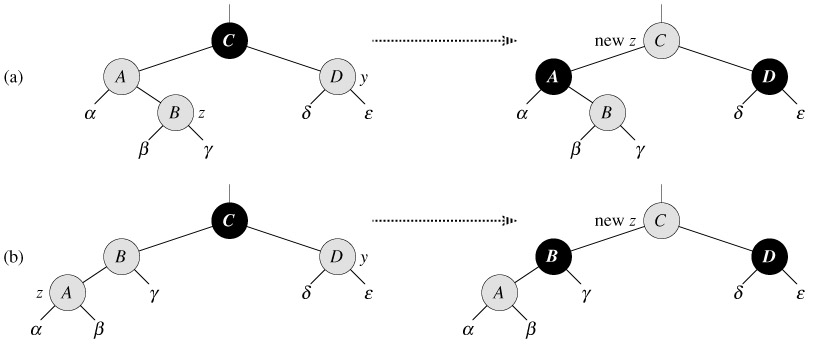 C new z C
(a) A D y A D
α B z δ ε α B δ ε
β γ β γ
C new z C
(b) B D y B D
z A γ δ ε A γ δ ε
α β α β